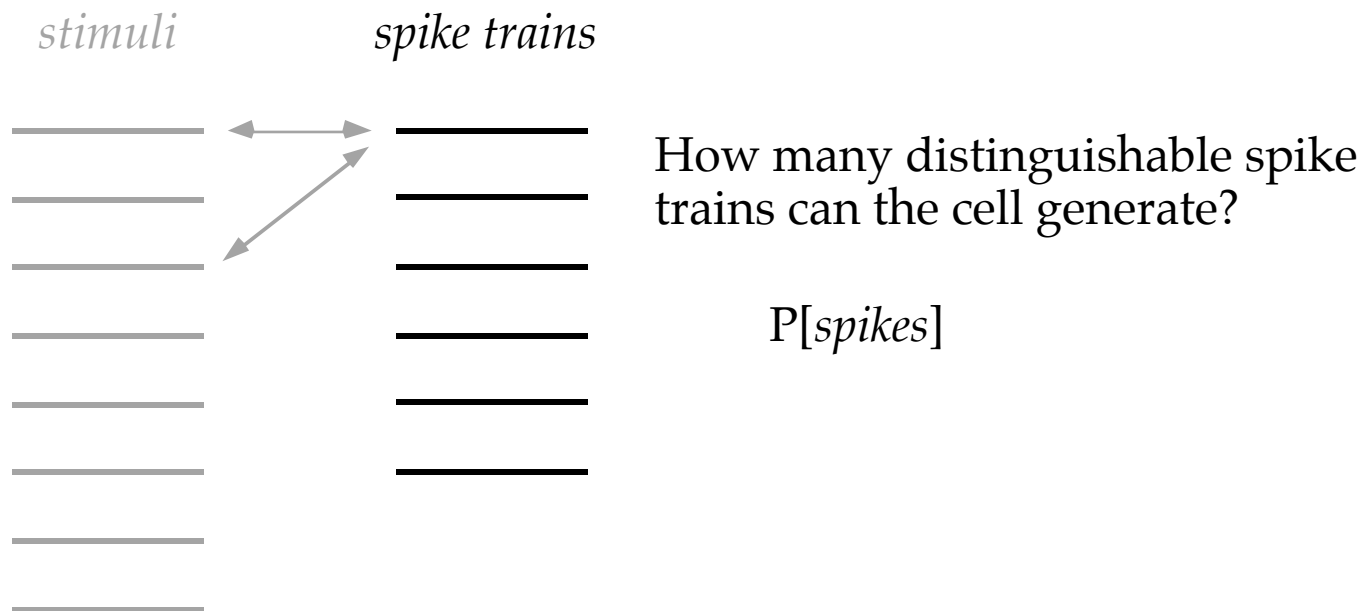 stimuli
spike trains
How many distinguishable spike
trains can the cell generate?
P[spikes]